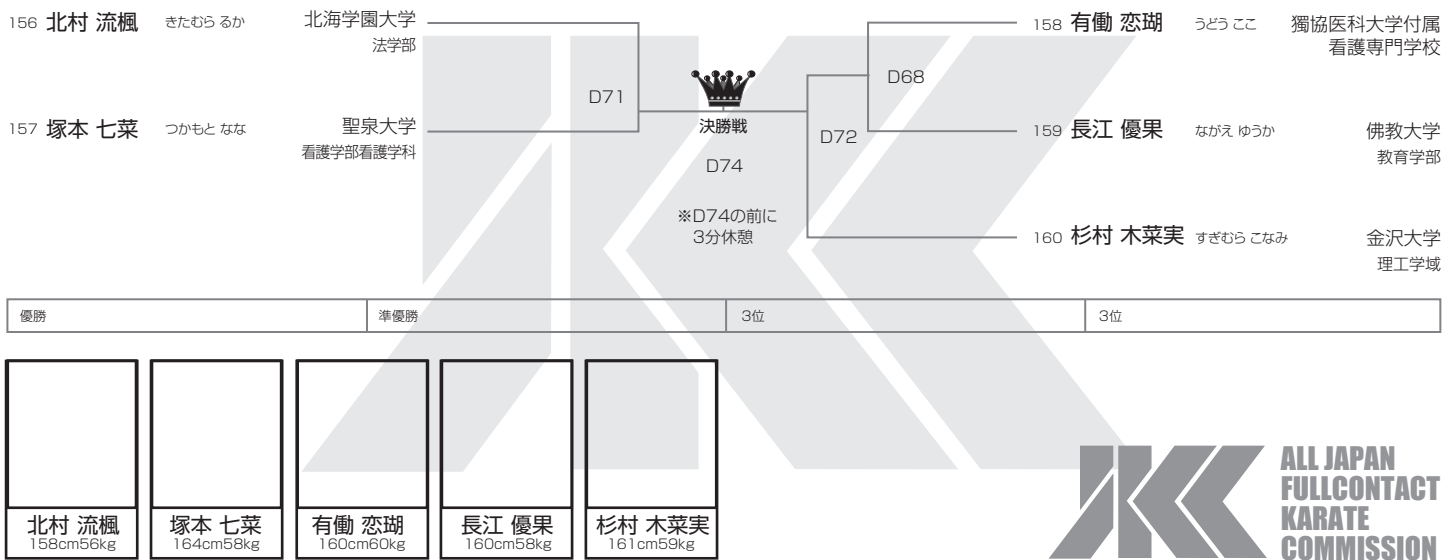 156 北村 流楓 きたむら るか 北海学園大学
法学部
157 塚本 七菜 つかもと なな 聖泉大学
看護学部看護学科
D71
決勝戦
D74
※D74の前に
3分休憩
D68
D72
158 有働 恋瑚 うどう ここ 獨協医科大学付属
看護専門学校
159 長江 優果 ながえ ゆうか 佛教大学
教育学部
160 杉村 木菜実 すぎむら こなみ 金沢大学
理工学域
優勝 準優勝 3位 3位
北村 流楓 塚本 七菜 有働 恋瑚 長江 優果 杉村 木菜実
158cm56kg 164cm58kg 160cm60kg 160cm58kg 161cm59kg
ALL JAPAN
FULLCONTACT
KARATE
COMMISSION